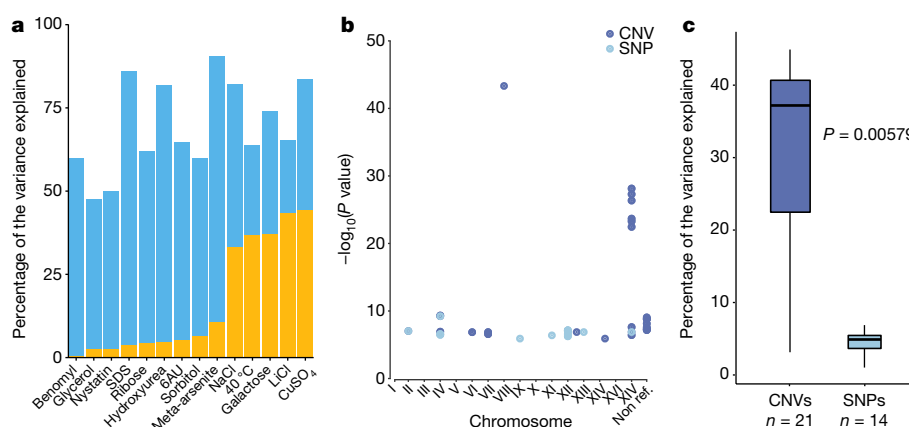 a
Percentage of the variance explained
100
75
50
25
0
Benomyl
Glycerol
Nystatin
SDS
Ribose
Hydroxyurea
6AU
Sorbitol
Meta-arsenite
NaCl
40 °C
Galactose
LiCl
CuSO₄
b
−log₁₀(P value)
50
40
30
20
10
0
CNV
SNP
I II III IV V VI VII VIII IX X XI XII XIII XIV XVI XIV Non ref.
Chromosome
c
Percentage of the variance explained
40
30
20
10
0
P = 0.00579
CNVs SNPs
n = 21 n = 14